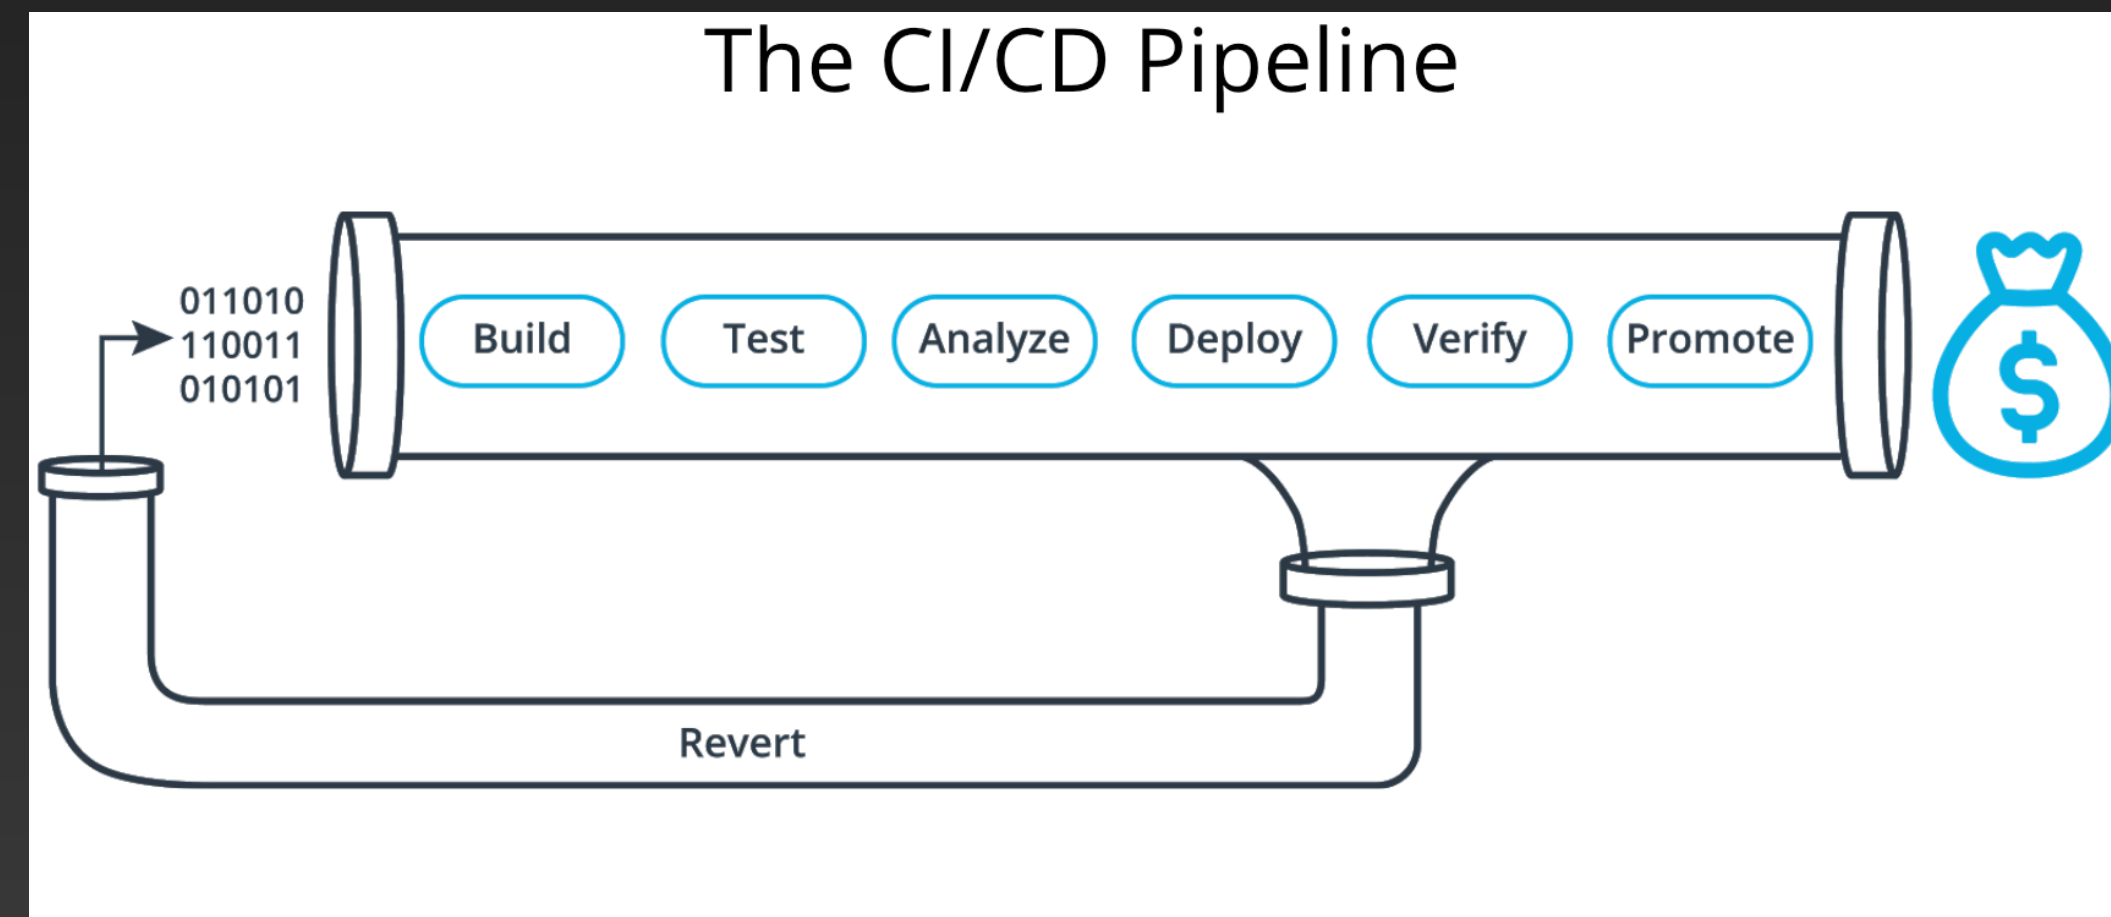 The CI/CD Pipeline
011010
110011
010101
Build
Test
Analyze
Deploy
Verify
Promote
$
Revert